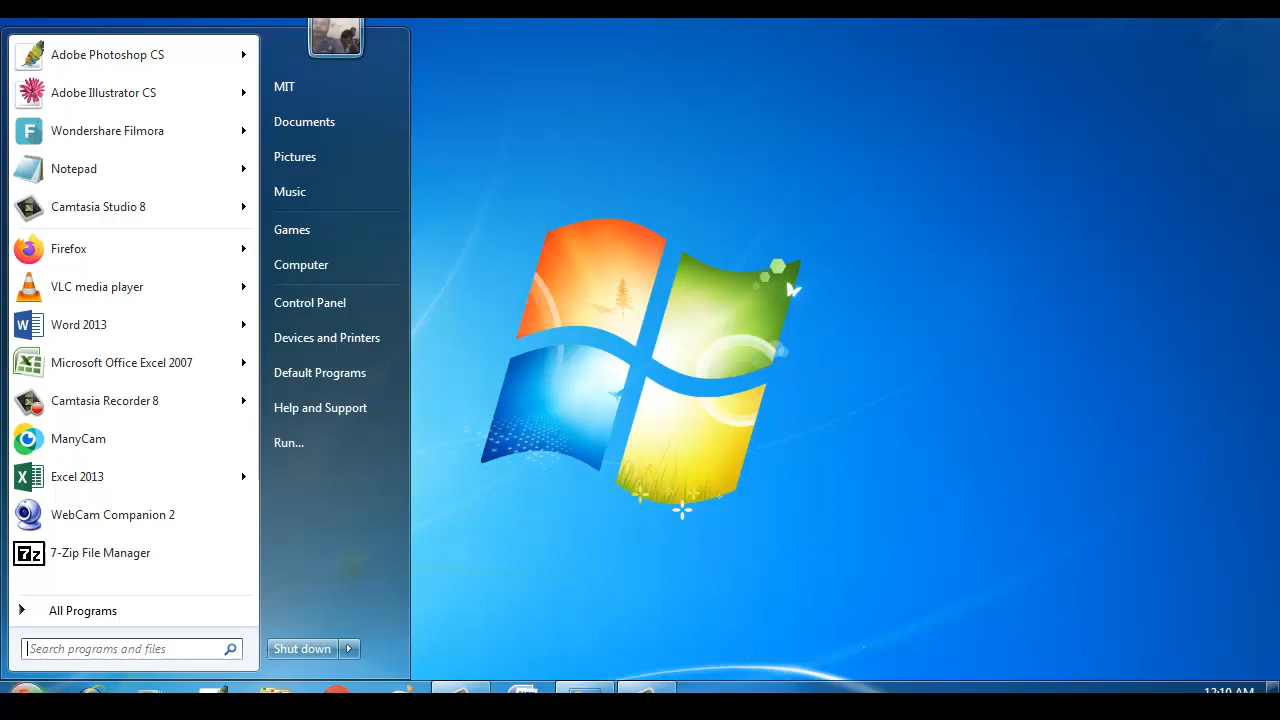 Adobe Photoshop CS
Adobe Illustrator CS
Wondershare Filmora
Notepad
Camtasia Studio 8
Firefox
VLC media player
Word 2013
Microsoft Office Excel 2007
Camtasia Recorder 8
ManyCam
Excel 2013
WebCam Companion 2
7-Zip File Manager
All Programs
Search programs and files
MIT
Documents
Pictures
Music
Games
Computer
Control Panel
Devices and Printers
Default Programs
Help and Support
Run...
Shut down
12:10 AM